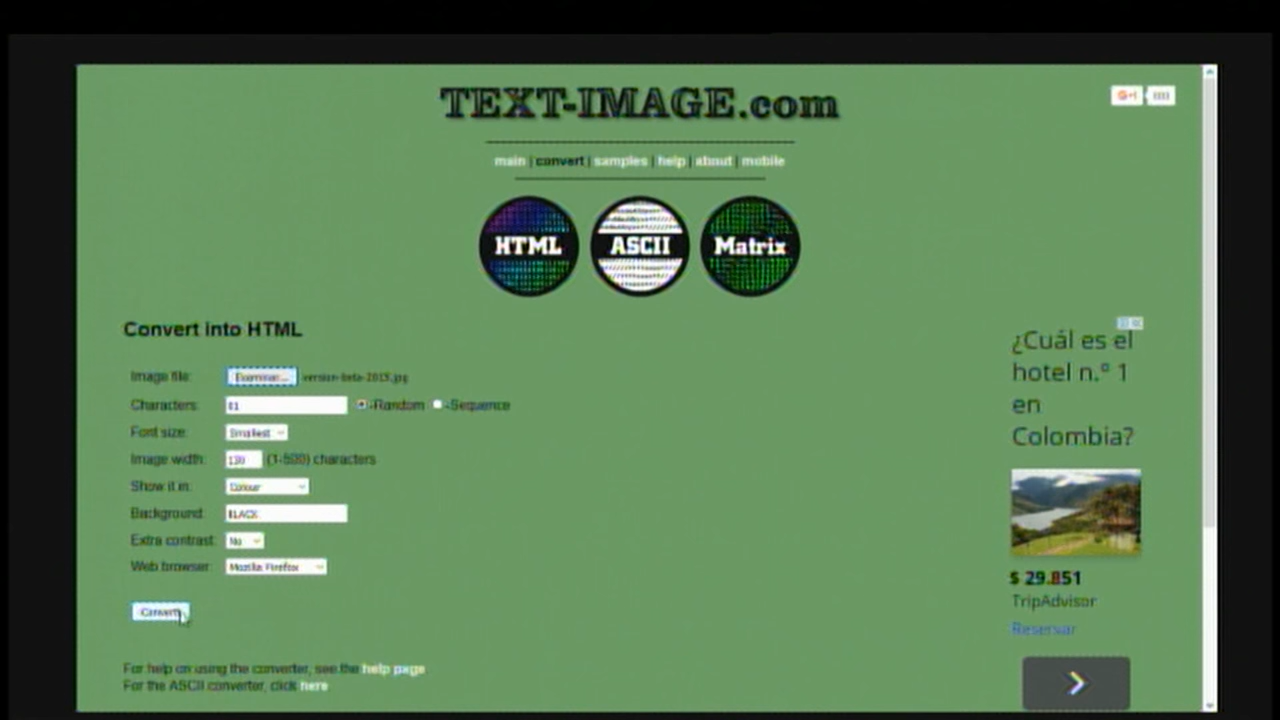 TEXT-IMAGE.com
main | convert | samples | help | about | mobile
HTML ASCII Matrix
Convert into HTML
Image file: Examinar... version-beta-2015.jpg
Characters: 01 -Random -Sequence
Font size: Smallest
Image width: (1-500) characters
Show it in: Colour
Background: BLACK
Extra contrast: No
Web browser: Mozilla Firefox
Convert!
For help on using the converter, see the help page
For the ASCII converter, click here
G+1
¿Cuál es el
hotel n.º 1
en
Colombia?
$ 29.851
TripAdvisor
Reservar